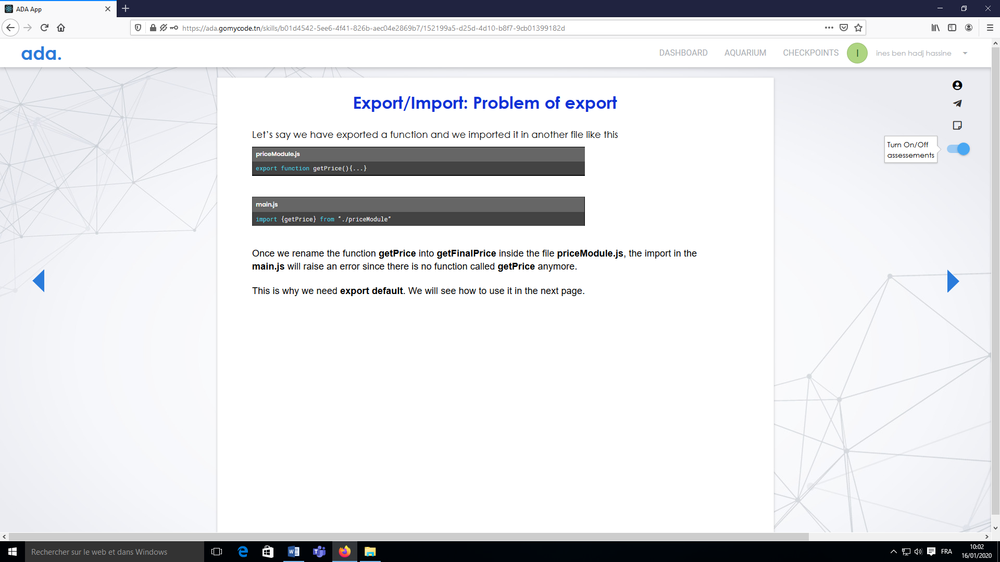 ADA App
https://ada.gomycode.tn/skills/b01d4542-5ee6-4f41-826b-aec04e2869b7/152199a5-d25d-4d10-b8f7-9cb01399182d
ada.
DASHBOARD AQUARIUM CHECKPOINTS I ines ben hadj hassine
Export/Import: Problem of export
Let’s say we have exported a function and we imported it in another file like this
Turn On/Off
assessements
priceModule.js
export function getPrice(){...}
main.js
import {getPrice} from “./priceModule”
Once we rename the function getPrice into getFinalPrice inside the file priceModule.js, the import in the
main.js will raise an error since there is no function called getPrice anymore.
This is why we need export default. We will see how to use it in the next page.
Rechercher sur le web et dans Windows
FRA
10:02
16/01/2020